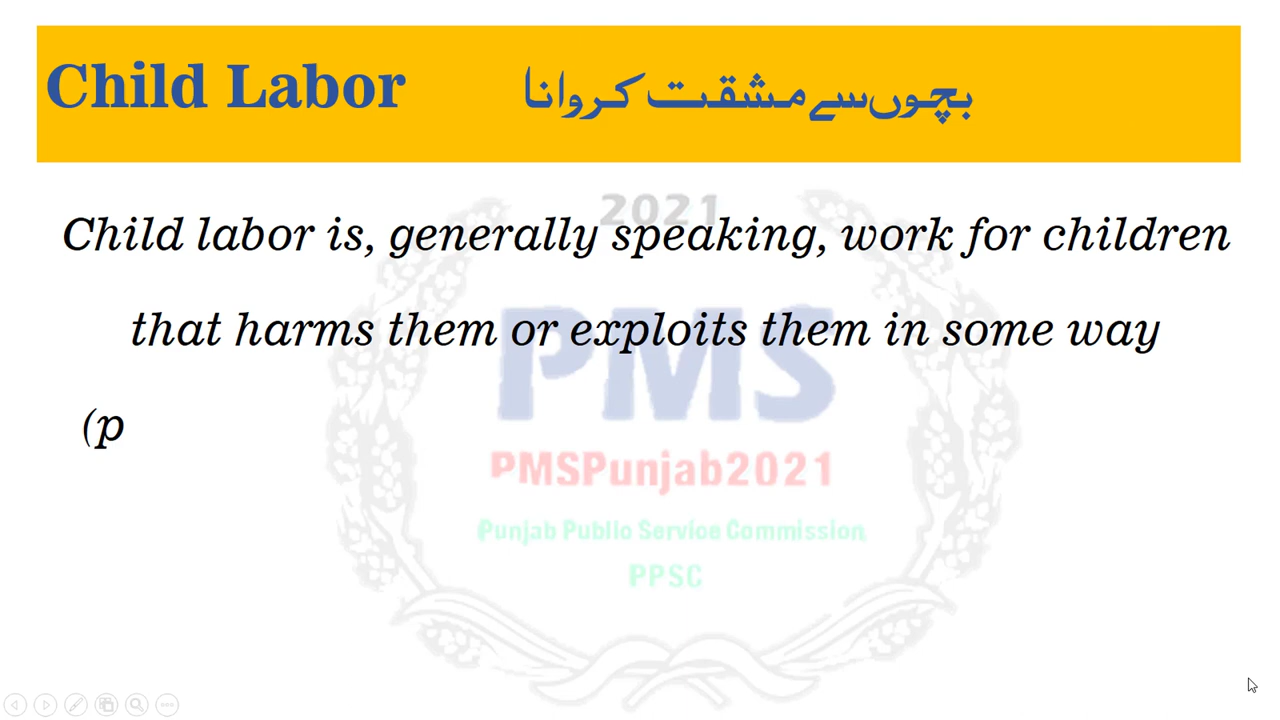 Child Labor بچوں سے مشقت کروانا
2021
Child labor is, generally speaking, work for children
that harms them or exploits them in some way
PMS
(p
PMSPunjab2021
Punjab Public Service Commission
PPSC